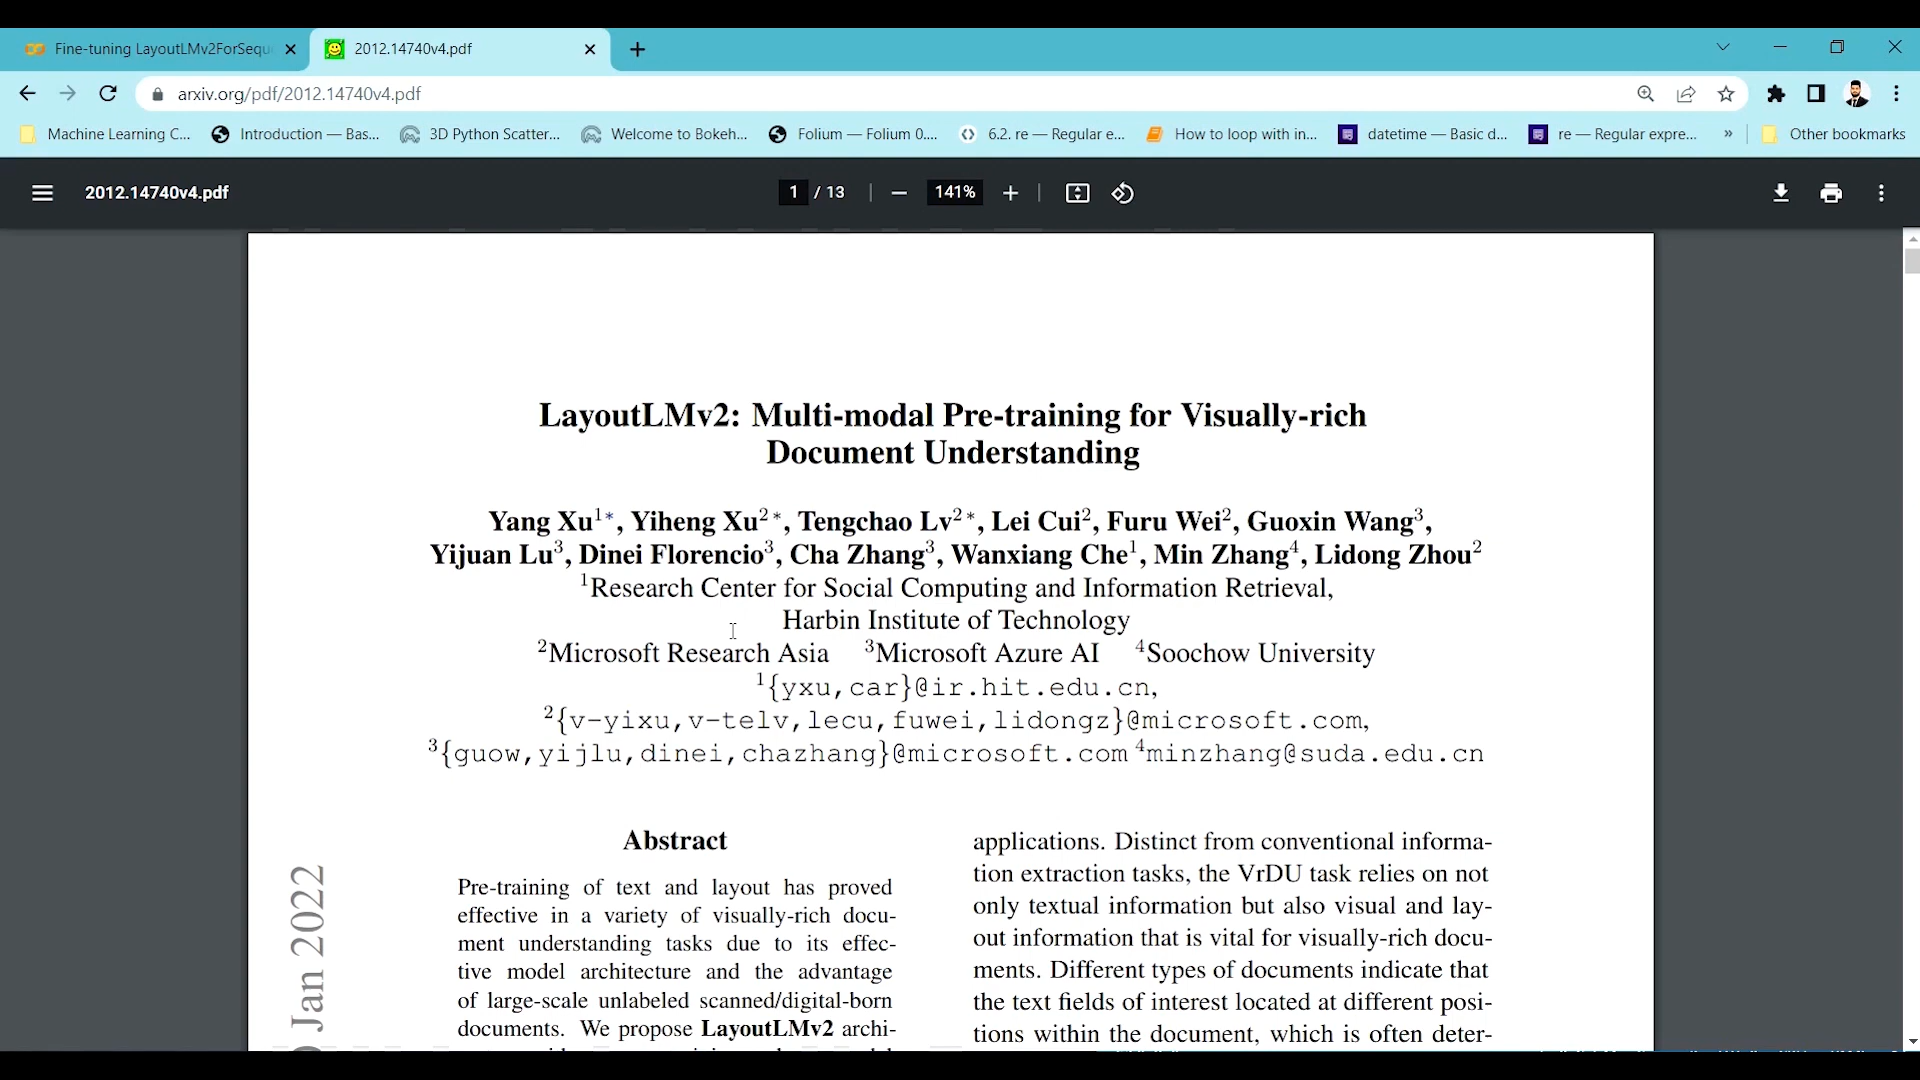 Fine-tuning LayoutLMv2ForSequ
2012.14740v4.pdf
arxiv.org/pdf/2012.14740v4.pdf
Machine Learning C...
Introduction — Bas...
3D Python Scatter...
Welcome to Bokeh...
Folium — Folium 0....
6.2. re — Regular e...
How to loop with in...
datetime — Basic d...
re — Regular expre...
»
Other bookmarks
2012.14740v4.pdf
1 / 13
141%
LayoutLMv2: Multi-modal Pre-training for Visually-rich
Document Understanding
Yang Xu1*, Yiheng Xu2*, Tengchao Lv2*, Lei Cui2, Furu Wei2, Guoxin Wang3,
Yijuan Lu3, Dinei Florencio3, Cha Zhang3, Wanxiang Che1, Min Zhang4, Lidong Zhou2
1Research Center for Social Computing and Information Retrieval,
Harbin Institute of Technology
2Microsoft Research Asia 3Microsoft Azure AI 4Soochow University
1{yxu,car}@ir.hit.edu.cn,
2{v-yixu,v-telv,lecu,fuwei,lidongz}@microsoft.com,
3{guow,yijlu,dinei,chazhang}@microsoft.com 4minzhang@suda.edu.cn
Abstract
Pre-training of text and layout has proved
effective in a variety of visually-rich docu-
ment understanding tasks due to its effec-
tive model architecture and the advantage
of large-scale unlabeled scanned/digital-born
documents. We propose LayoutLMv2 archi-
applications. Distinct from conventional informa-
tion extraction tasks, the VrDU task relies on not
only textual information but also visual and lay-
out information that is vital for visually-rich docu-
ments. Different types of documents indicate that
the text fields of interest located at different posi-
tions within the document, which is often deter-
Jan 2022